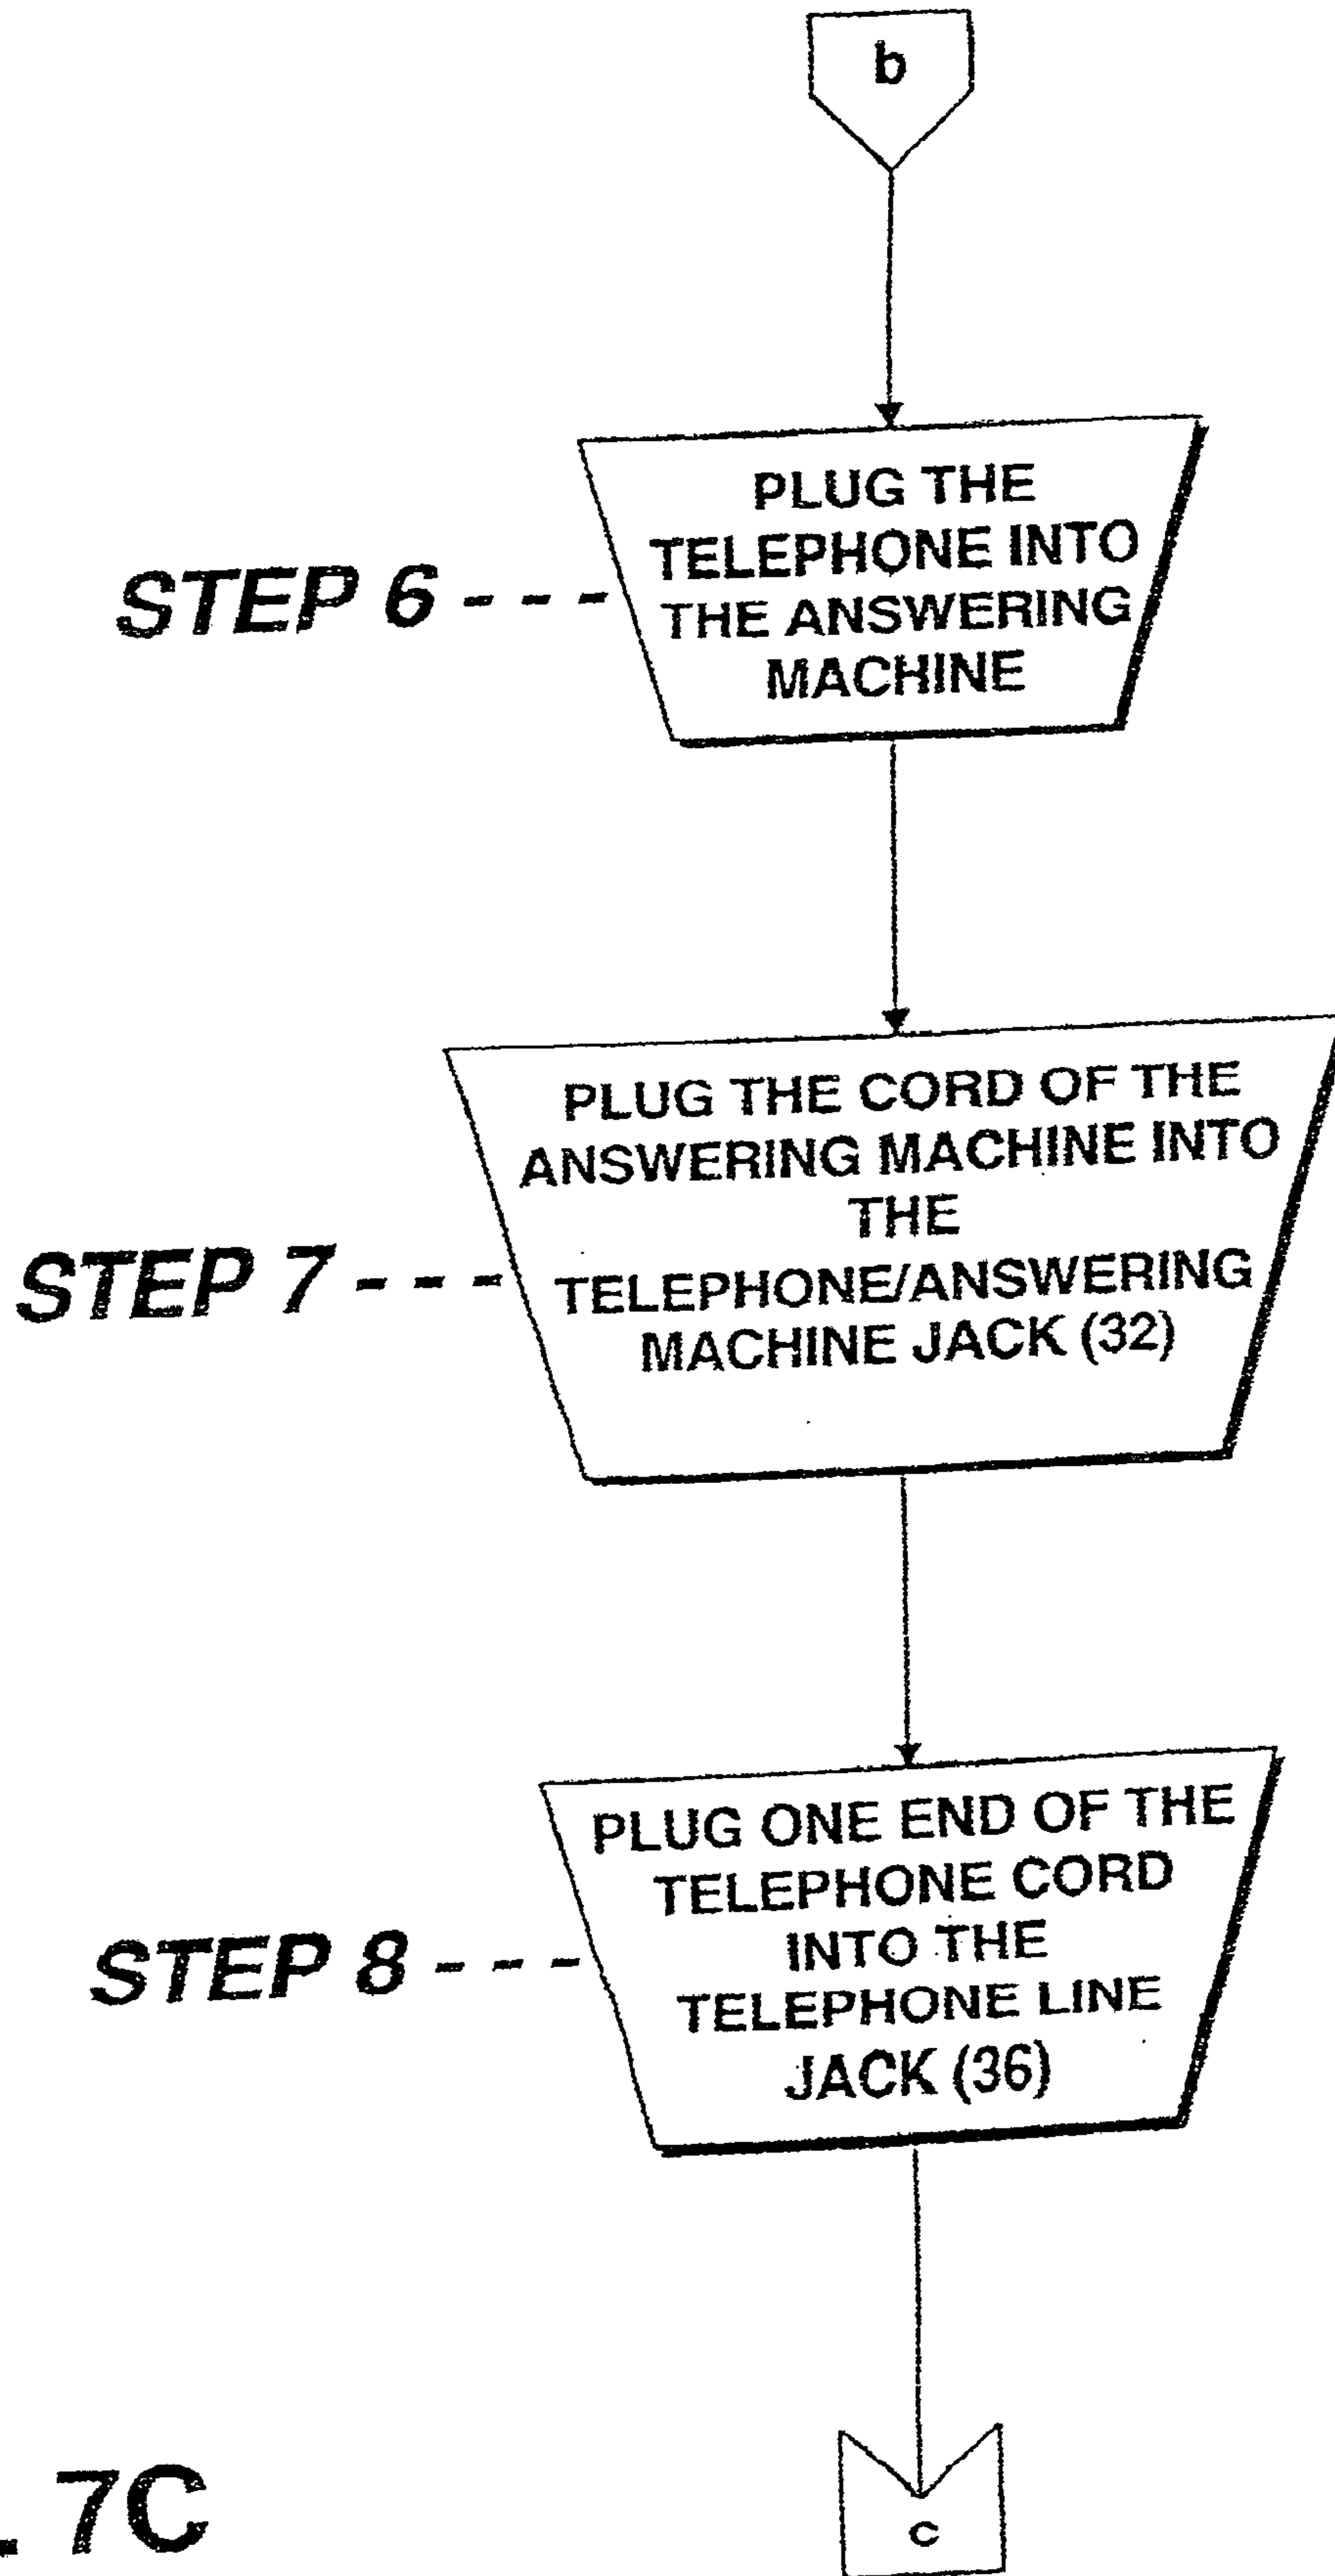 b
PLUG THE
TELEPHONE INTO
THE ANSWERING
MACHINE
STEP 6 - - -
PLUG THE CORD OF THE
ANSWERING MACHINE INTO
THE
TELEPHONE/ANSWERING
MACHINE JACK (32)
STEP 7 - - -
PLUG ONE END OF THE
TELEPHONE CORD
INTO THE
TELEPHONE LINE
JACK (36)
STEP 8 - - -
c
. 7C